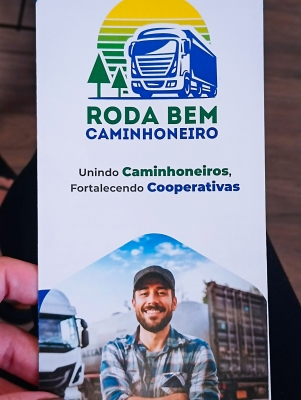 RODA BEM
CAMINHONEIRO
Unindo Caminhoneiros,
Fortalecendo Cooperativas